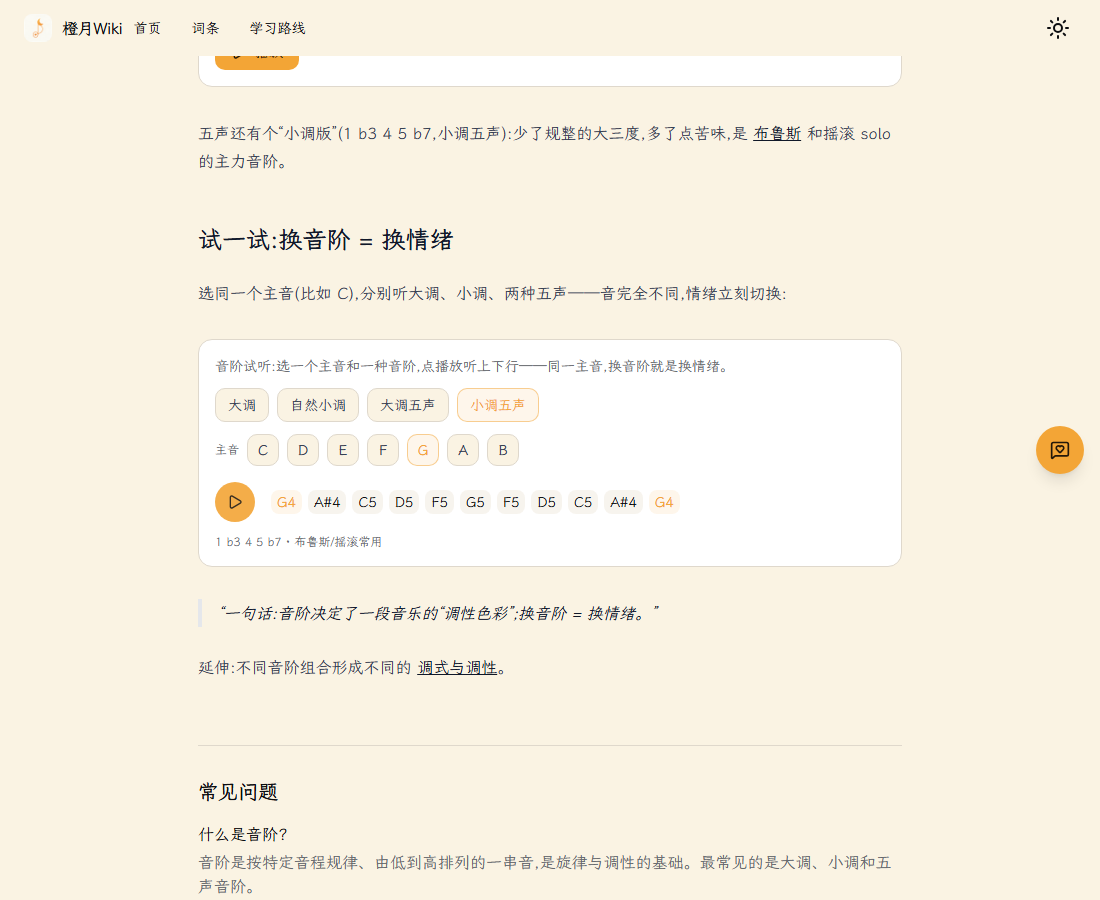 橙月Wiki 首页 词条 学习路线
五声还有个“小调版”(1 b3 4 5 b7,小调五声):少了规整的大三度,多了点苦味,是 布鲁斯 和摇滚 solo
的主力音阶。
试一试:换音阶 = 换情绪
选同一个主音(比如 C),分别听大调、小调、两种五声——音完全不同,情绪立刻切换:
音阶试听:选一个主音和一种音阶,点播放听上下行——同一主音,换音阶就是换情绪。
大调 自然小调 大调五声 小调五声
主音 C D E F G A B
G4 A#4 C5 D5 F5 G5 F5 D5 C5 A#4 G4
1 b3 4 5 b7 · 布鲁斯/摇滚常用
“一句话:音阶决定了一段音乐的“调性色彩”;换音阶 = 换情绪。”
延伸:不同音阶组合形成不同的 调式与调性。
常见问题
什么是音阶?
音阶是按特定音程规律、由低到高排列的一串音,是旋律与调性的基础。最常见的是大调、小调和五
声音阶。